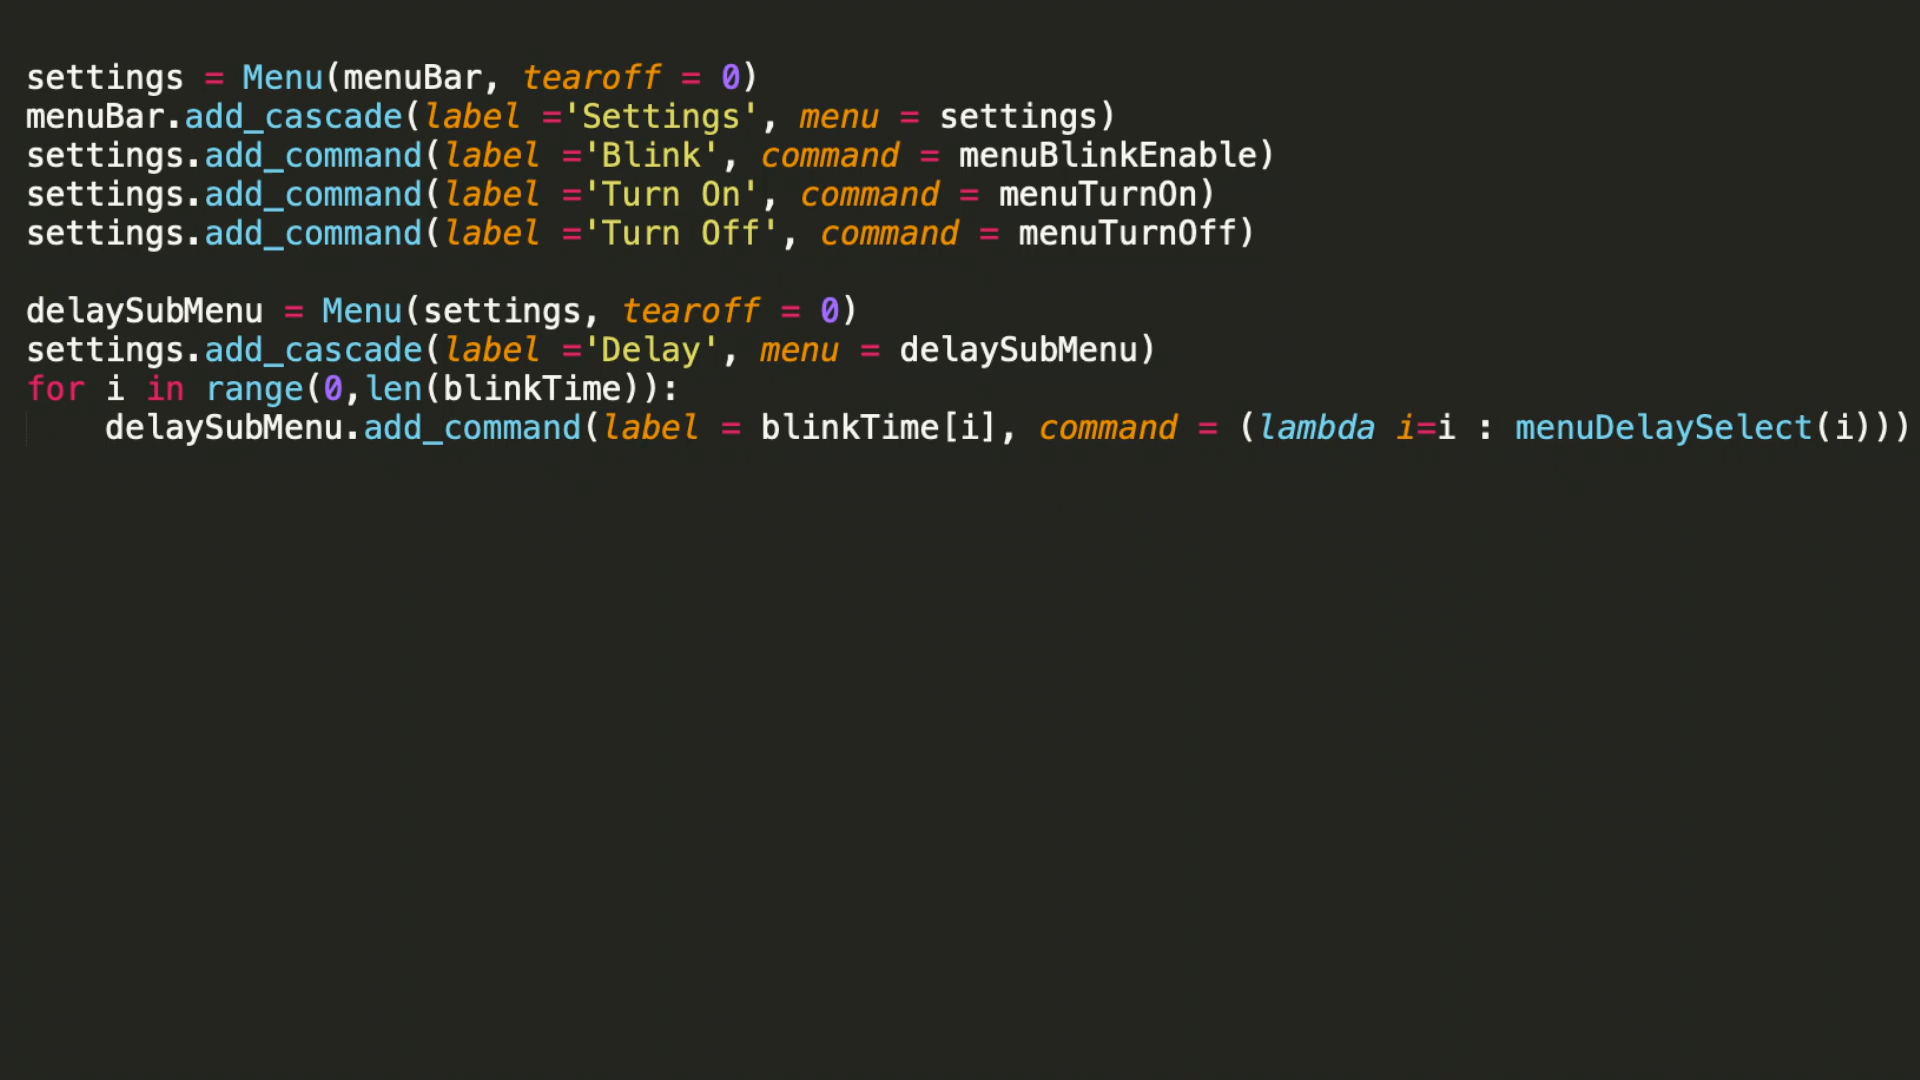 settings = Menu(menuBar, tearoff = 0)
menuBar.add_cascade(label ='Settings', menu = settings)
settings.add_command(label ='Blink', command = menuBlinkEnable)
settings.add_command(label ='Turn On', command = menuTurnOn)
settings.add_command(label ='Turn Off', command = menuTurnOff)
delaySubMenu = Menu(settings, tearoff = 0)
settings.add_cascade(label ='Delay', menu = delaySubMenu)
for i in range(0,len(blinkTime)):
    delaySubMenu.add_command(label = blinkTime[i], command = (lambda i=i : menuDelaySelect(i)))